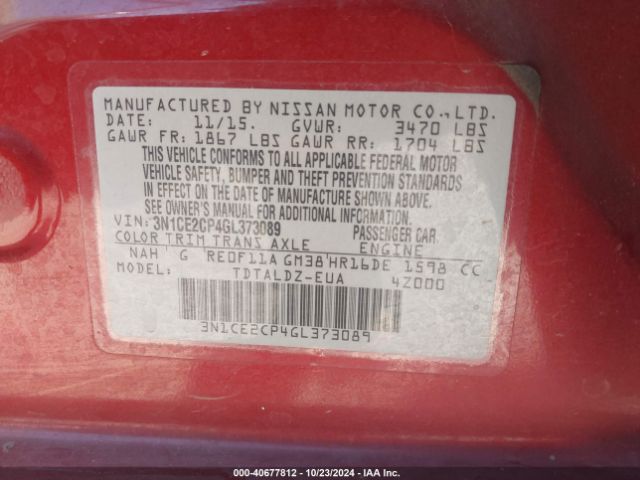 MANUFACTURED BY NISSAN MOTOR CO., LTD.
DATE: 11/15. GVWR: 3470 LBS
GAWR FR: 1867 LBS GAWR RR: 1704 LBS
THIS VEHICLE CONFORMS TO ALL APPLICABLE FEDERAL MOTOR
VEHICLE SAFETY, BUMPER AND THEFT PREVENTION STANDARDS
IN EFFECT ON THE DATE OF MANUFACTURE SHOWN ABOVE.
SEE OWNER'S MANUAL FOR ADDITIONAL INFORMATION.
VIN: 3N1CE2CP4GL373089 PASSENGER CAR
COLOR TRIM TRANS AXLE ENGINE
NAH G RE0F11A GM38 HR16DE 1598 CC
MODEL: TDTALDZ-EUA 4Z000
3N1CE2CP4GL373089
000-40677812 - 10/23/2024 - IAA Inc.